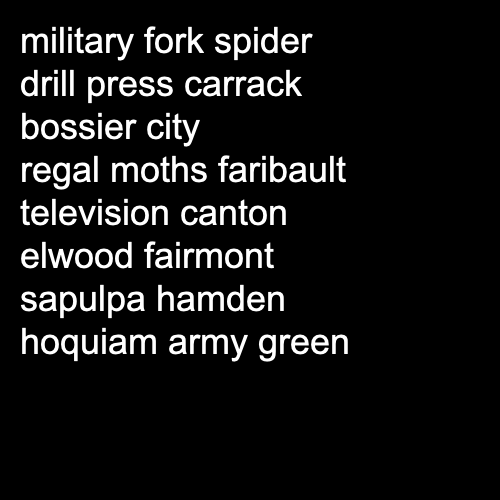 military fork spider
drill press carrack
bossier city
regal moths faribault
television canton
elwood fairmont
sapulpa hamden
hoquiam army green